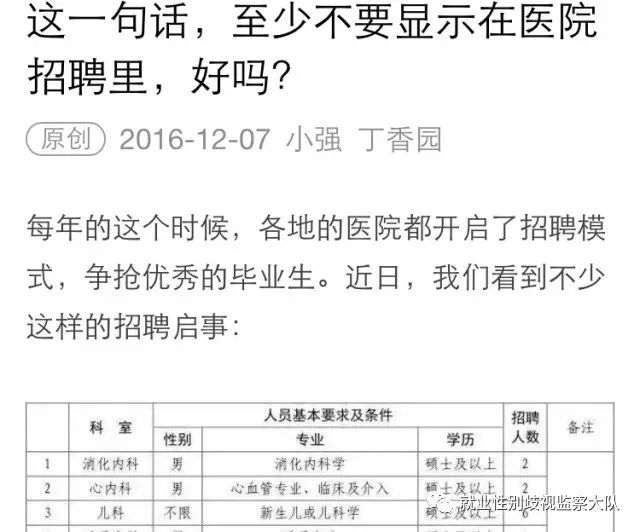 这一句话，至少不要显示在医院
招聘里，好吗？
原创 2016-12-07 小强 丁香园
每年的这个时候，各地的医院都开启了招聘模
式，争抢优秀的毕业生。近日，我们看到不少
这样的招聘启事：
科 室 人员基本要求及条件 招聘人数 备注
性别 专业 学历
1 消化内科 男 消化内科学 硕士及以上 2
2 心内科 男 心血管专业，临床及介入 硕士及以上 2
3 儿科 不限 新生儿或儿科学 硕士及以上 6
就业性别歧视监察大队